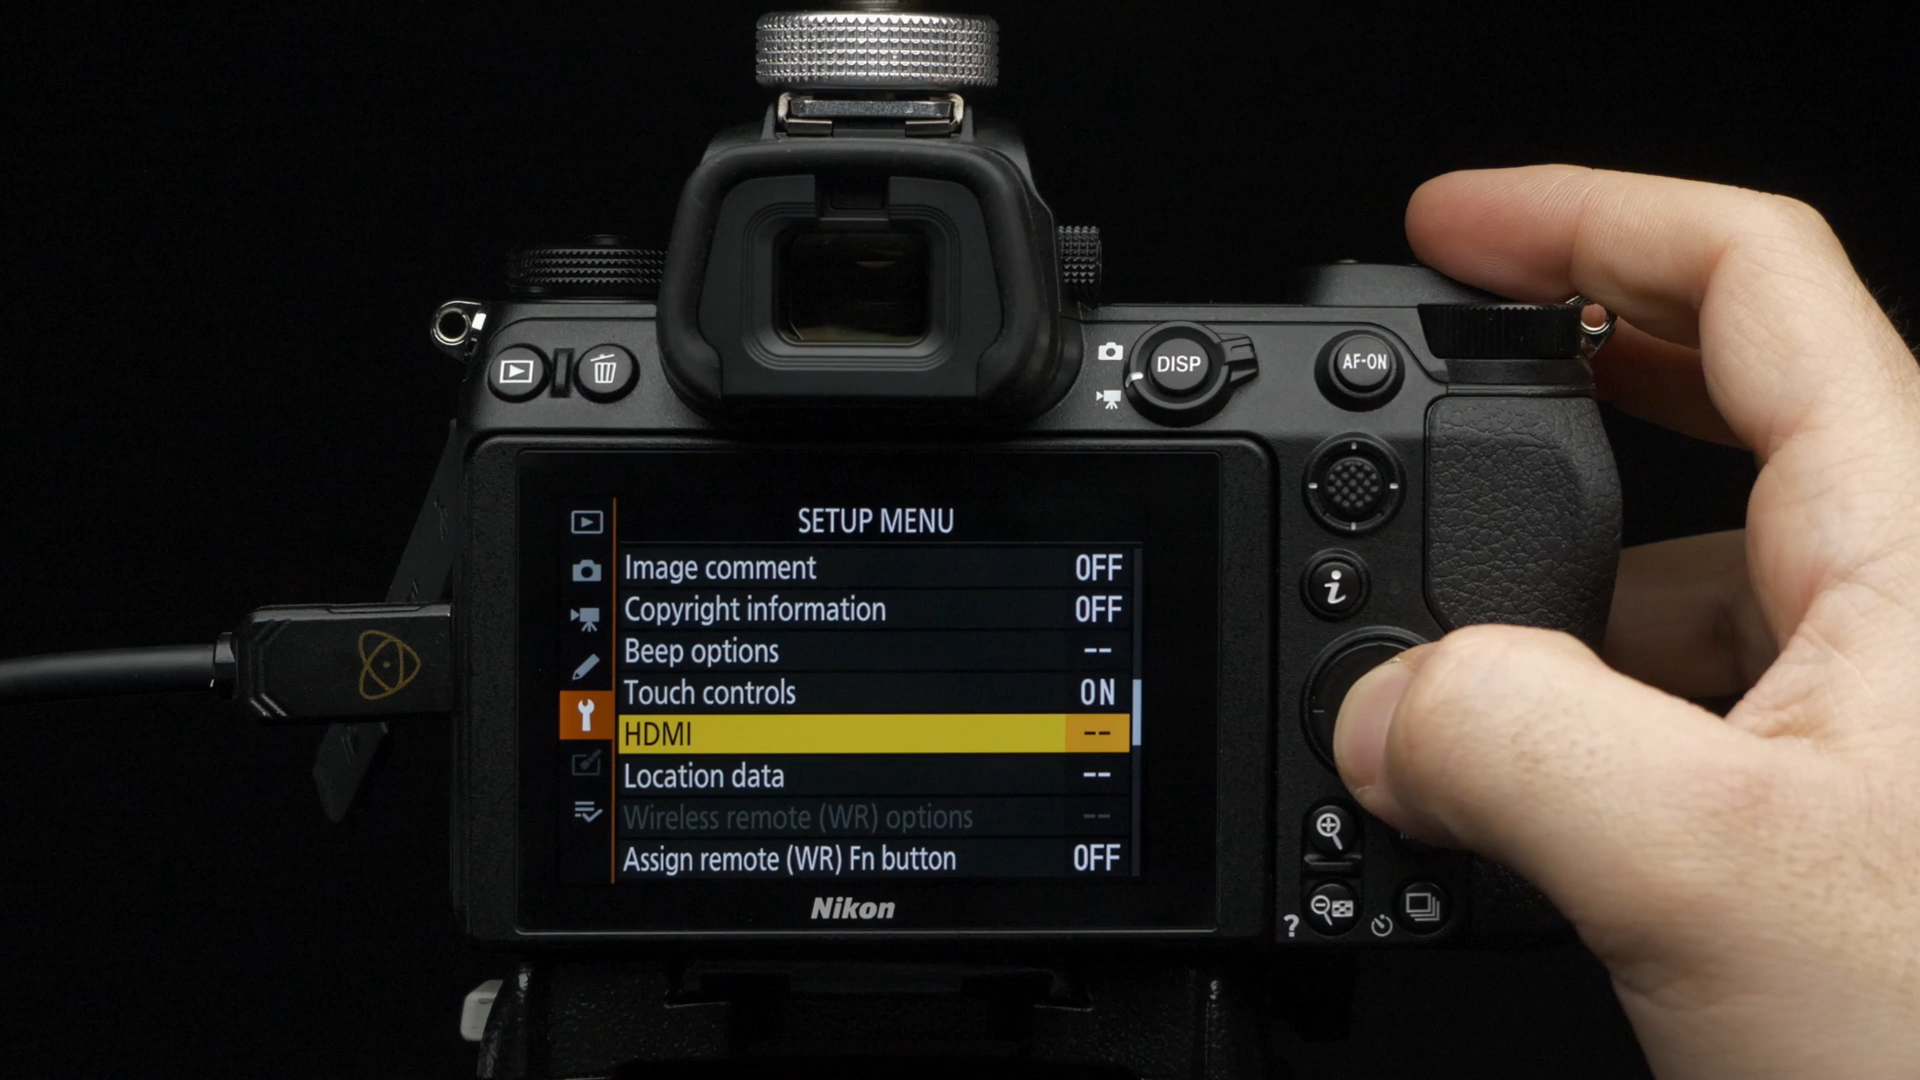 DISP
AF-ON
SETUP MENU
Image comment OFF
Copyright information OFF
Beep options --
Touch controls ON
HDMI --
Location data --
Wireless remote (WR) options --
Assign remote (WR) Fn button OFF
i
Nikon
?